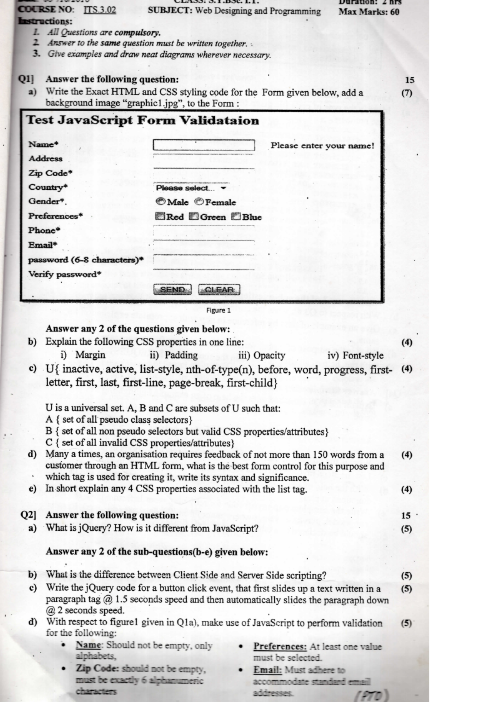 CLASS: S.Y.BSc. I.T.
Duration: 2 hrs
COURSE NO: ITS 3.02
SUBJECT: Web Designing and Programming
Max Marks: 60
Instructions:
1. All Questions are compulsory.
2. Answer to the same question must be written together.
3. Give examples and draw neat diagrams wherever necessary.
Q1] Answer the following question: 15
a) Write the Exact HTML and CSS styling code for the Form given below, add a (7)
background image "graphic1.jpg", to the Form :
Test JavaScript Form Validataion
Name* Please enter your name!
Address
Zip Code*
Country* Please select...
Gender*. Male Female
Preferences* Red Green Blue
Phone*
Email*
password (6-8 characters)*
Verify password*
SEND CLEAR
Figure 1
Answer any 2 of the questions given below:
b) Explain the following CSS properties in one line: (4)
i) Margin ii) Padding iii) Opacity iv) Font-style
c) U{ inactive, active, list-style, nth-of-type(n), before, word, progress, first- (4)
letter, first, last, first-line, page-break, first-child}
U is a universal set. A, B and C are subsets of U such that:
A { set of all pseudo class selectors}
B { set of all non pseudo selectors but valid CSS properties/attributes}
C { set of all invalid CSS properties/attributes}
d) Many a times, an organisation requires feedback of not more than 150 words from a (4)
customer through an HTML form, what is the best form control for this purpose and
which tag is used for creating it, write its syntax and significance.
e) In short explain any 4 CSS properties associated with the list tag. (4)
Q2] Answer the following question: 15
a) What is jQuery? How is it different from JavaScript? (5)
Answer any 2 of the sub-questions(b-e) given below:
b) What is the difference between Client Side and Server Side scripting? (5)
c) Write the jQuery code for a button click event, that first slides up a text written in a (5)
paragraph tag @ 1.5 seconds speed and then automatically slides the paragraph down
@ 2 seconds speed.
d) With respect to figure1 given in Q1a), make use of JavaScript to perform validation (5)
for the following:
• Name: Should not be empty, only
alphabets,
• Zip Code: should not be empty,
must be exactly 6 alphanumeric
characters
• Preferences: At least one value
must be selected.
• Email: Must adhere to
accommodate standard email
addresses.
(PTO)